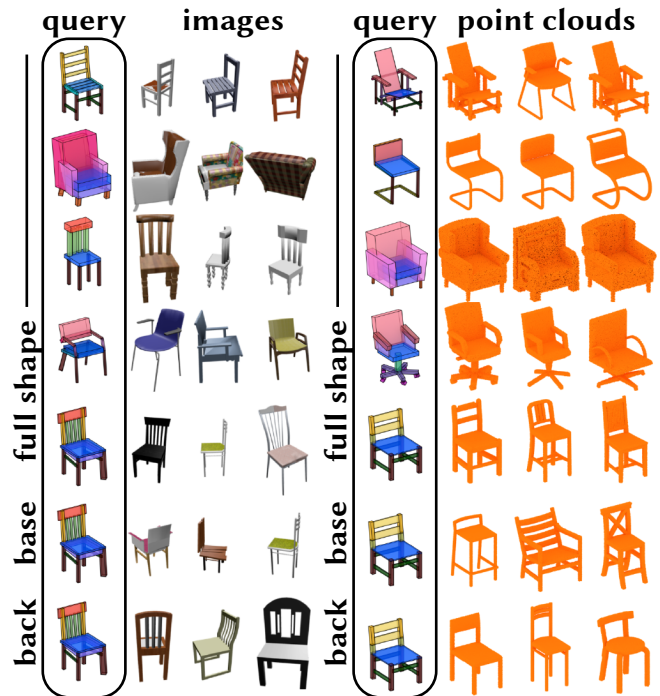 query images query point clouds
full shape full shape
base base
back back